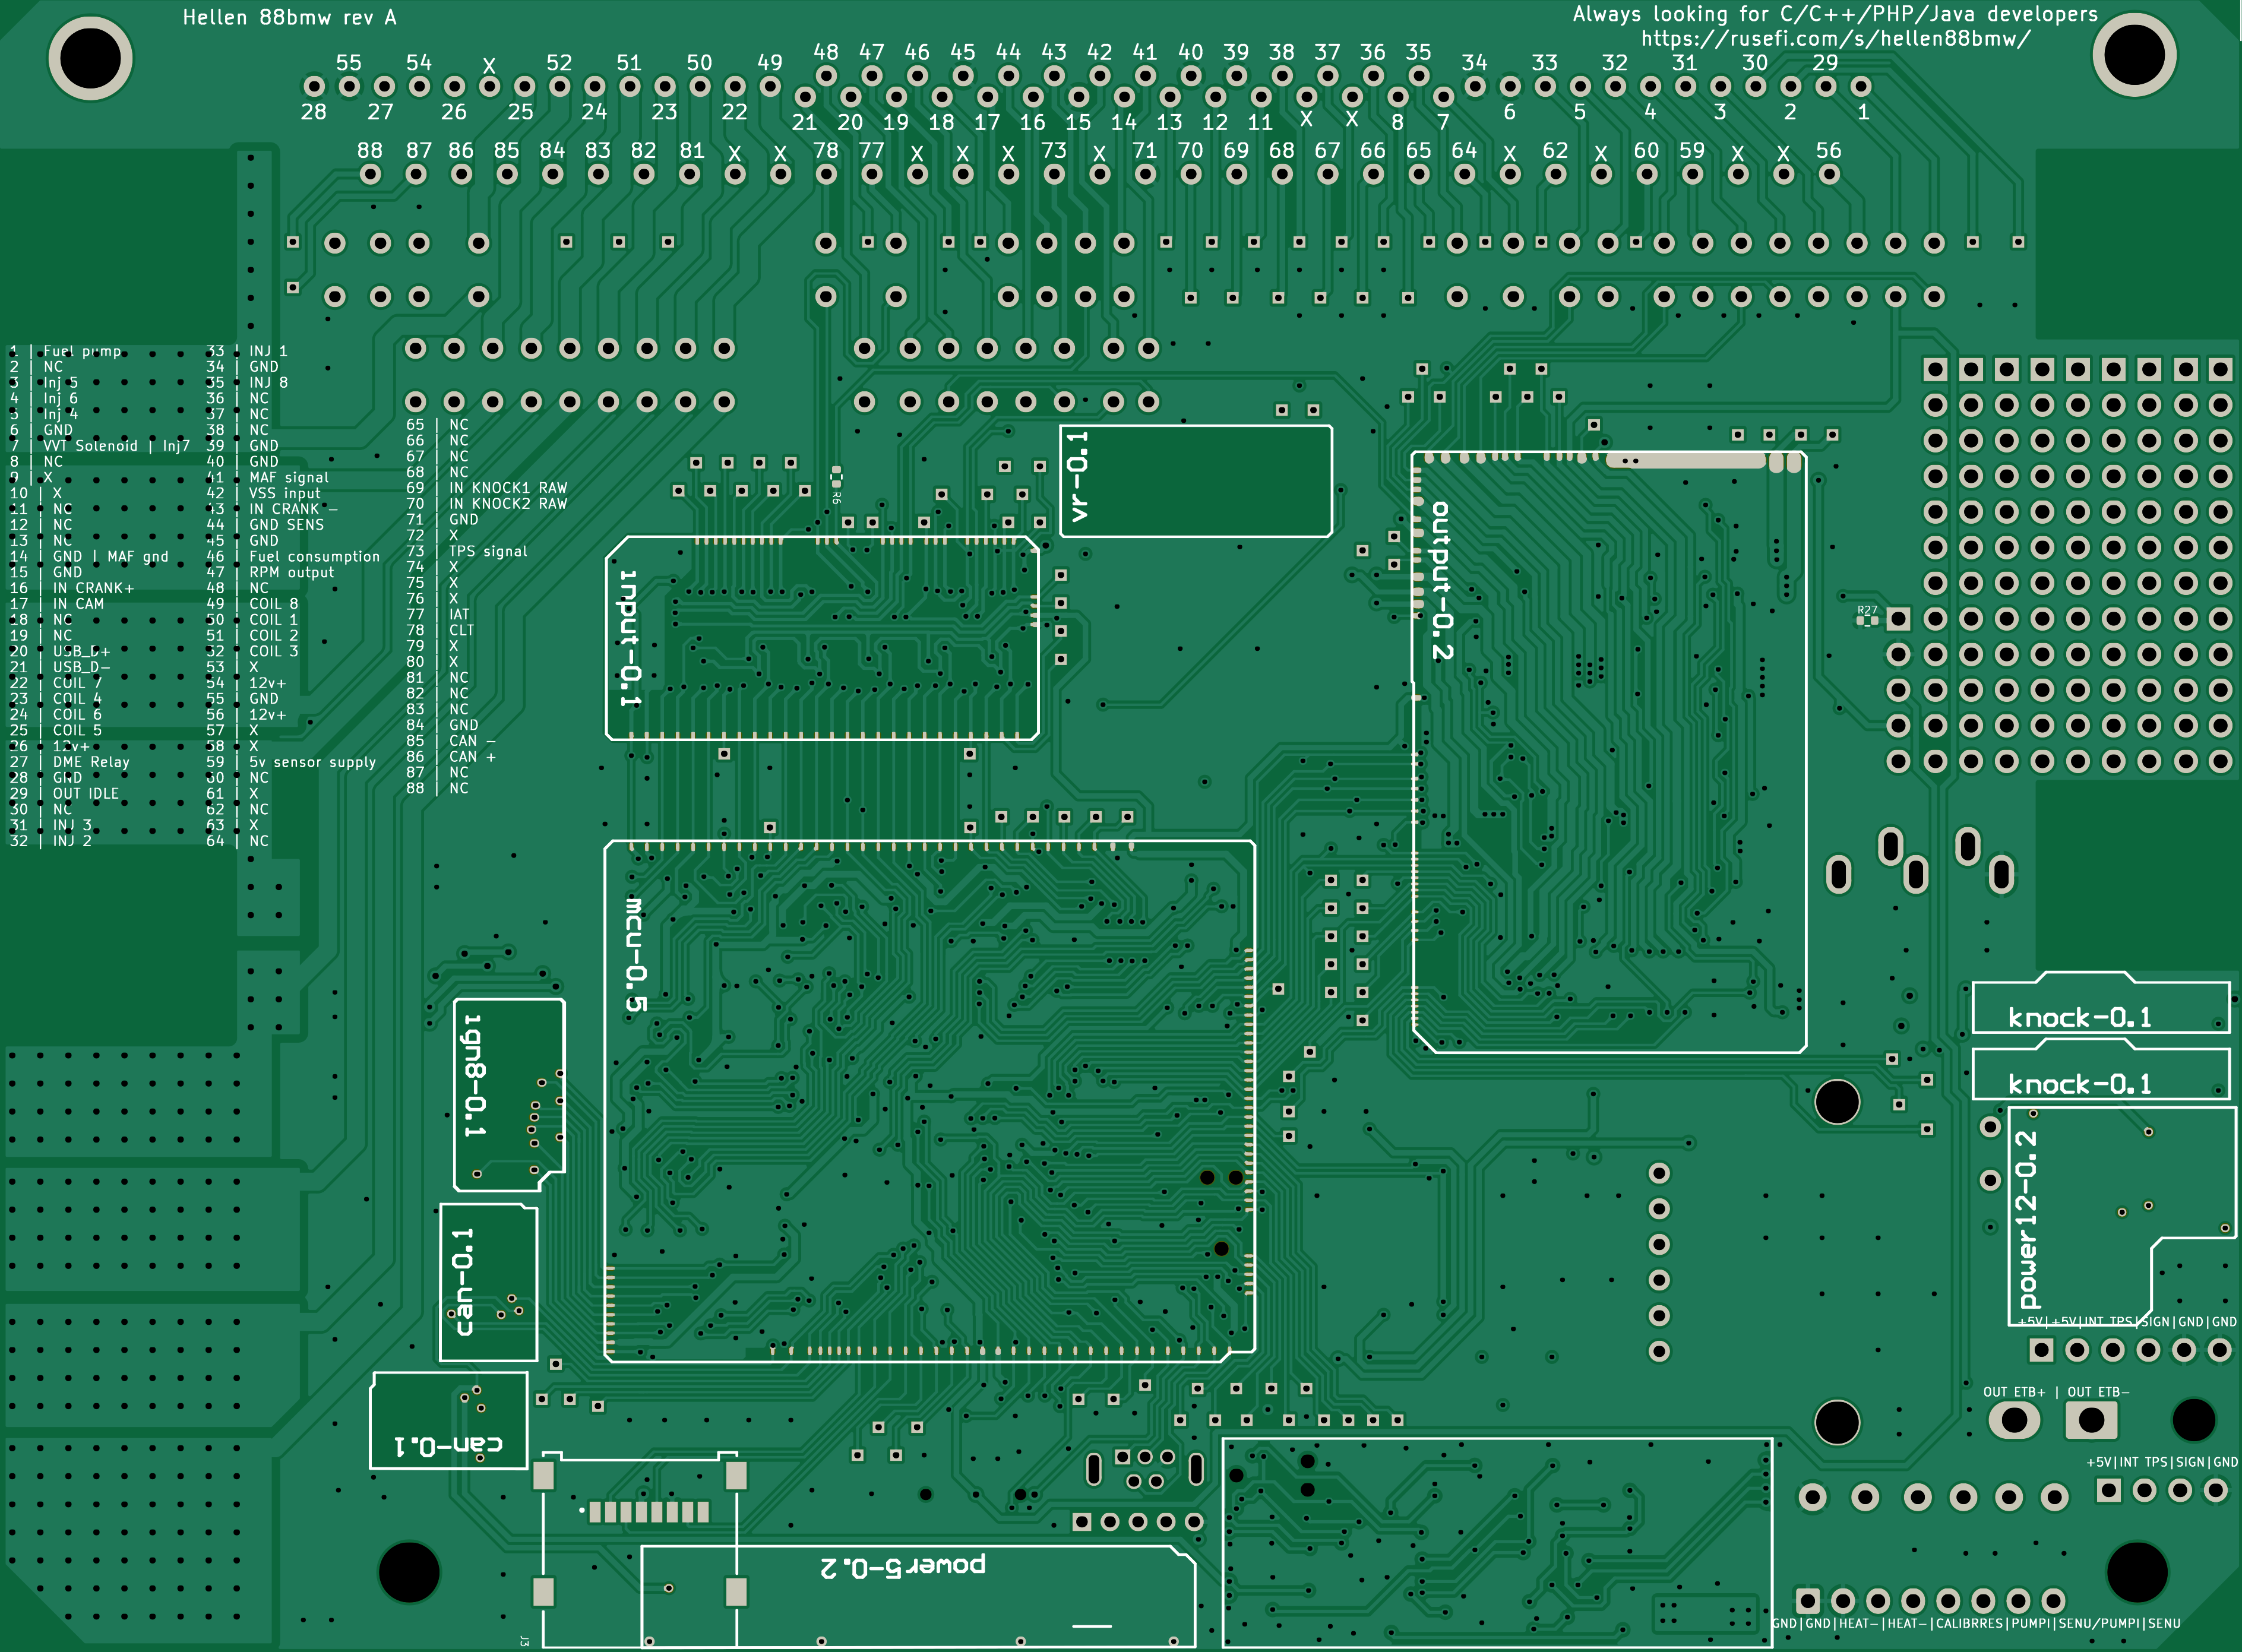 Hellen 88bmw rev A
Always looking for C/C++/PHP/Java developers
https://rusefi.com/s/hellen88bmw/
48 47 46 45 44 43 42 41 40 39 38 37 36 35
55 54 X 52 51 50 49 34 33 32 31 30 29
28 27 26 25 24 23 22 6 5 4 3 2 1
21 20 19 18 17 16 15 14 13 12 11 X X 8 7
88 87 86 85 84 83 82 81 X X 78 77 X X X 73 X 71 70 69 68 67 66 65 64 X 62 X 60 59 X X 56
1 | Fuel pump 33 | INJ 1
2 | NC 34 | GND
3 | Inj 5 35 | INJ 8
4 | Inj 6 36 | NC
5 | Inj 4 37 | NC
6 | GND 38 | NC
7 | VVT Solenoid | Inj7 39 | GND
8 | NC 40 | GND
9 | X 41 | MAF signal
10 | X 42 | VSS input
11 | NC 43 | IN CRANK -
12 | NC 44 | GND SENS
13 | NC 45 | GND
14 | GND | MAF gnd 46 | Fuel consumption
15 | GND 47 | RPM output
16 | IN CRANK+ 48 | NC
17 | IN CAM 49 | COIL 8
18 | NC 50 | COIL 1
19 | NC 51 | COIL 2
20 | USB_D+ 52 | COIL 3
21 | USB_D- 53 | X
22 | COIL 7 54 | 12v+
23 | COIL 4 55 | GND
24 | COIL 6 56 | 12v+
25 | COIL 5 57 | X
26 | 12v+ 58 | X
27 | DME Relay 59 | 5v sensor supply
28 | GND 60 | NC
29 | OUT IDLE 61 | X
30 | NC 62 | NC
31 | INJ 3 63 | X
32 | INJ 2 64 | NC
65 | NC
66 | NC
67 | NC
68 | NC
69 | IN KNOCK1 RAW
70 | IN KNOCK2 RAW
71 | GND
72 | X
73 | TPS signal
74 | X
75 | X
76 | X
77 | IAT
78 | CLT
79 | X
80 | X
81 | NC
82 | NC
83 | NC
84 | GND
85 | CAN -
86 | CAN +
87 | NC
88 | NC
R6
vr-0.1
output-0.2
input-0.1
R27
mcu-0.5
ign8-0.1
knock-0.1
knock-0.1
can-0.1
power12-0.2
+5V|+5V|INT TPS|SIGN|GND|GND
OUT ETB+ | OUT ETB-
can-0.1
+5V|INT TPS|SIGN|GND
power5-0.2
J3
GND|GND|HEAT-|HEAT-|CALIBRRES|PUMPI|SENU/PUMPI|SENU